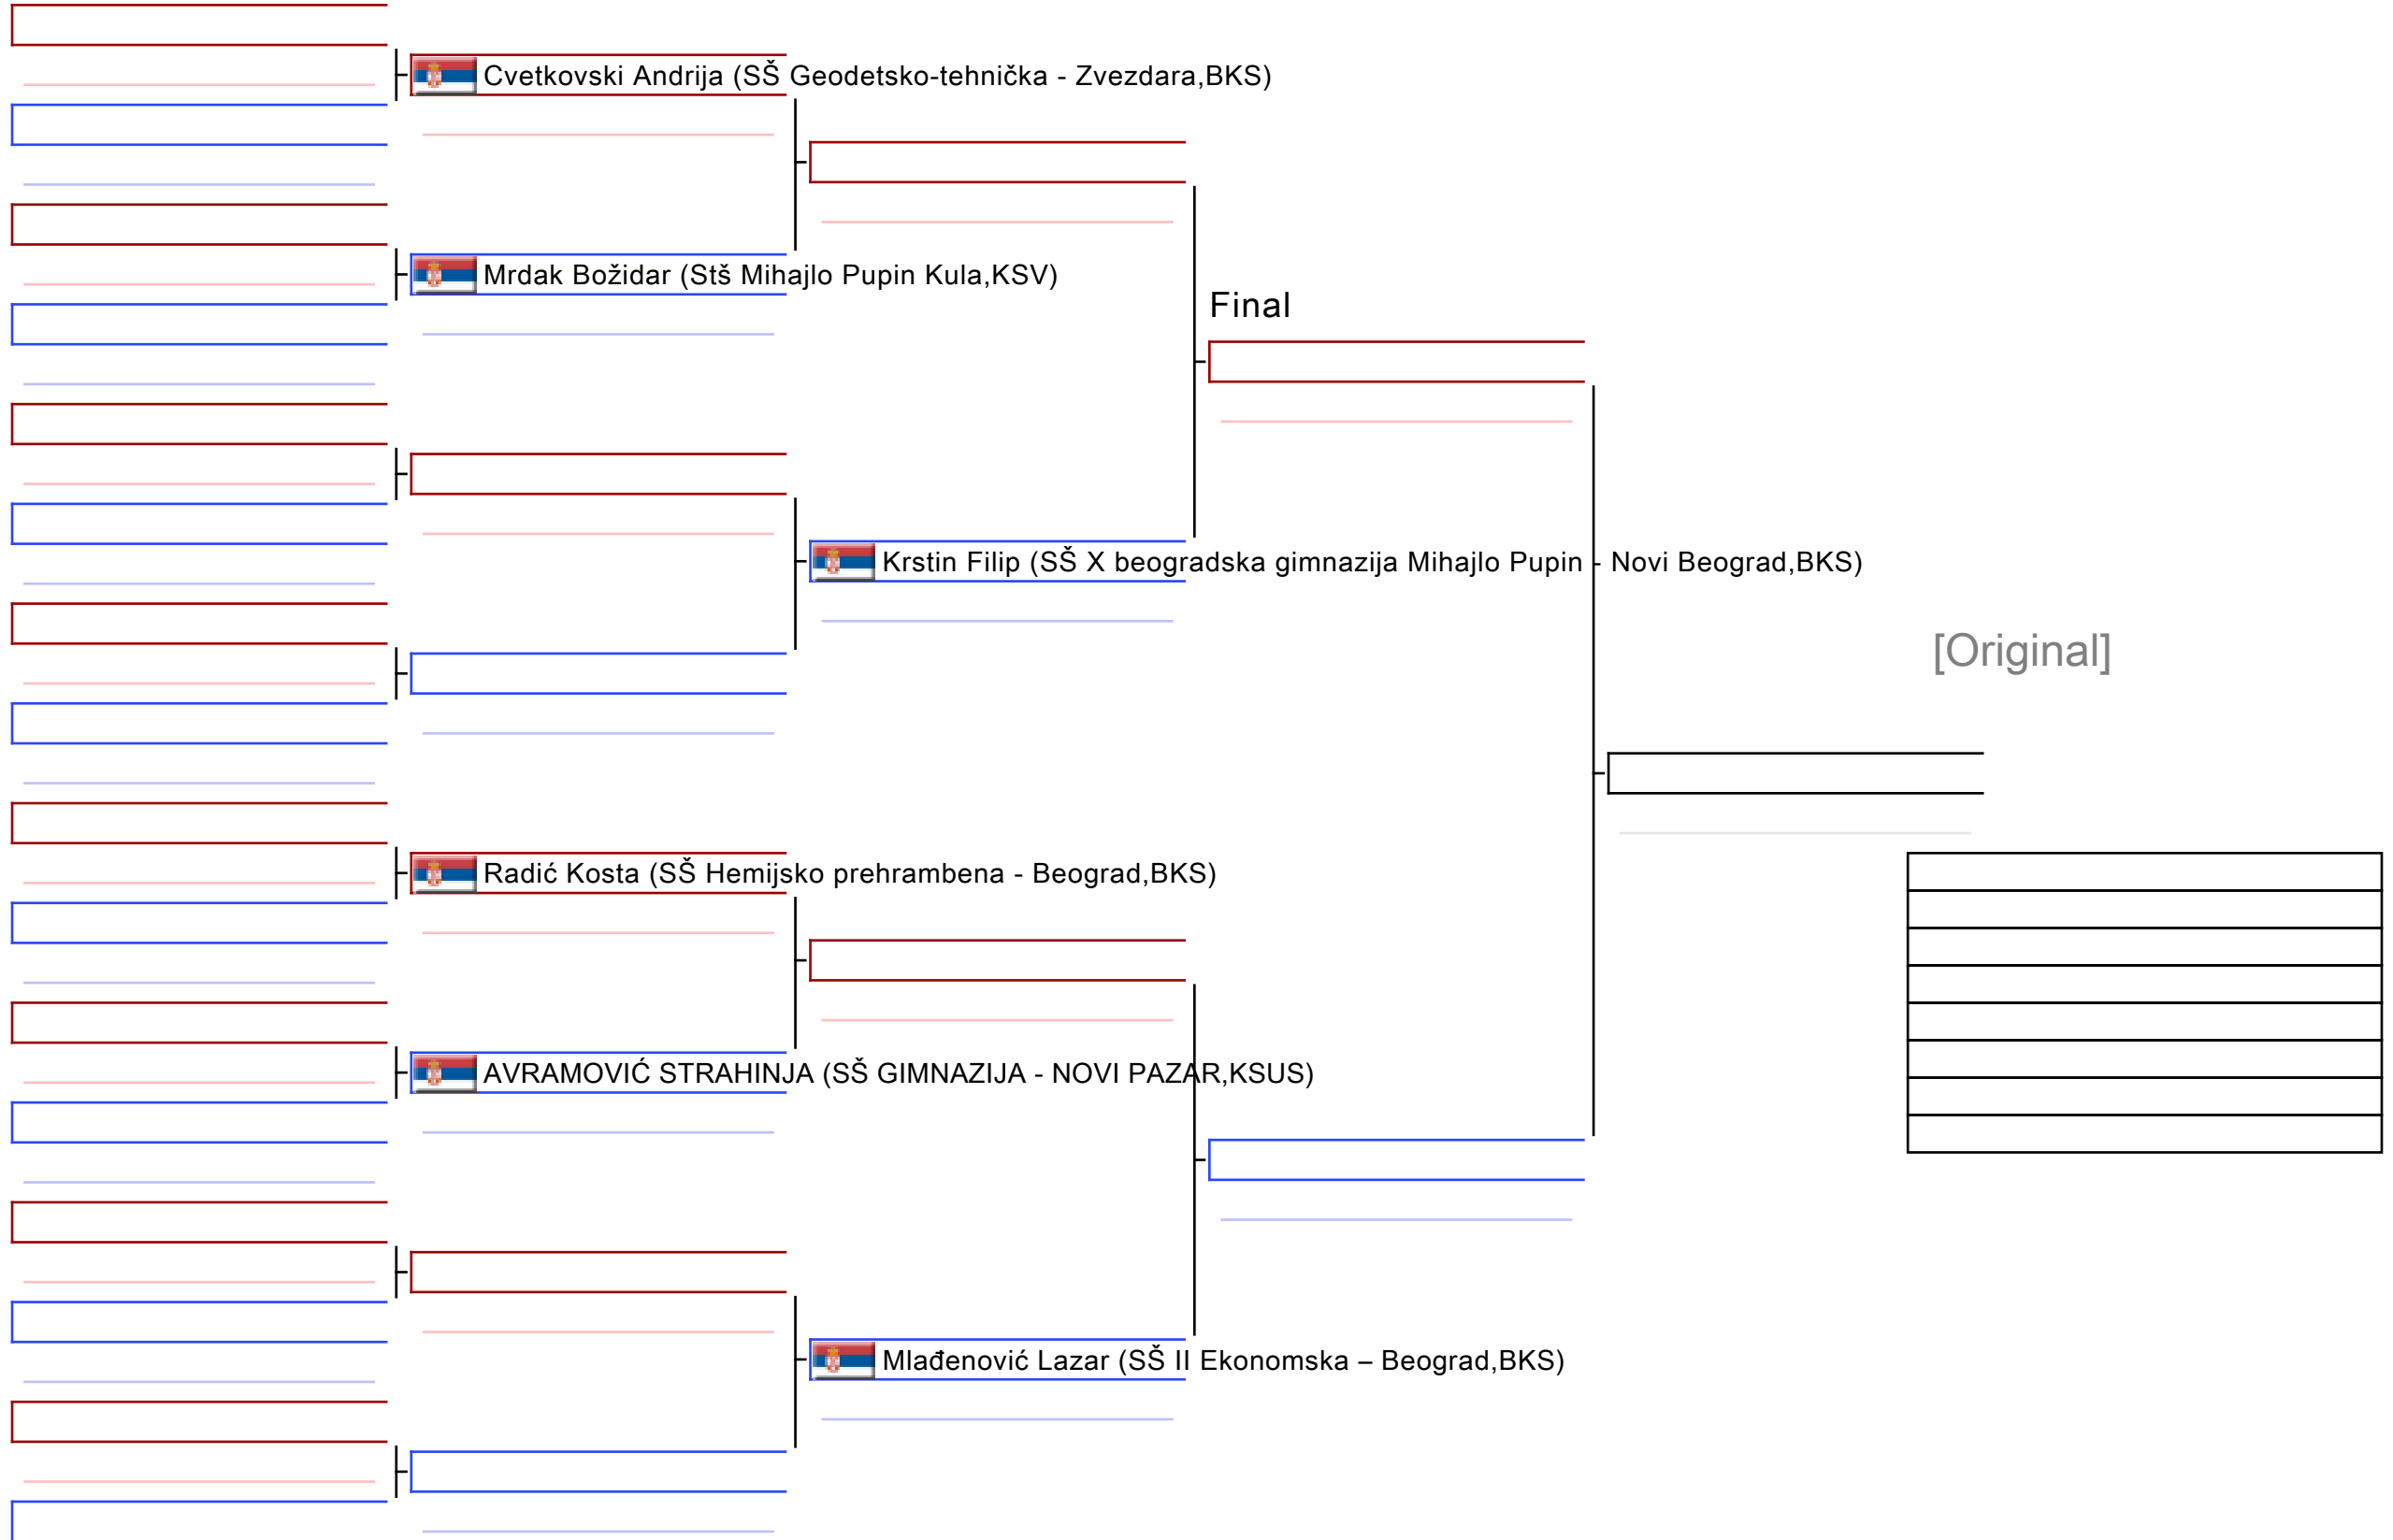 Cvetkovski Andrija (SŠ Geodetsko-tehnička - Zvezdara,BKS)
Mrdak Božidar (Stš Mihajlo Pupin Kula,KSV)
Final
Krstin Filip (SŠ X beogradska gimnazija Mihajlo Pupin - Novi Beograd,BKS)
[Original]
Radić Kosta (SŠ Hemijsko prehrambena - Beograd,BKS)
AVRAMOVIĆ STRAHINJA (SŠ GIMNAZIJA - NOVI PAZAR,KSUS)
Mlađenović Lazar (SŠ II Ekonomska – Beograd,BKS)